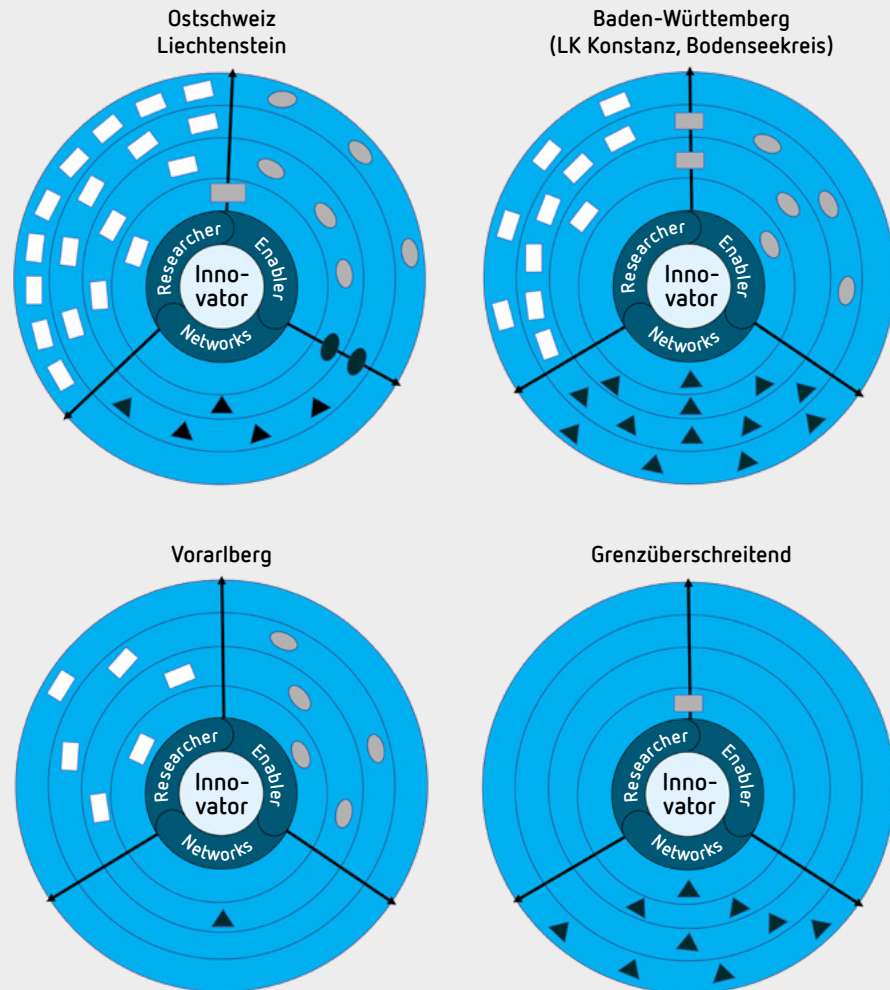 Ostschweiz
Liechtenstein
Researcher
Enabler
Networks
Inno-
vator
Baden-Württemberg
(LK Konstanz, Bodenseekreis)
Researcher
Enabler
Networks
Inno-
vator
Vorarlberg
Researcher
Enabler
Networks
Inno-
vator
Grenzüberschreitend
Researcher
Enabler
Networks
Inno-
vator